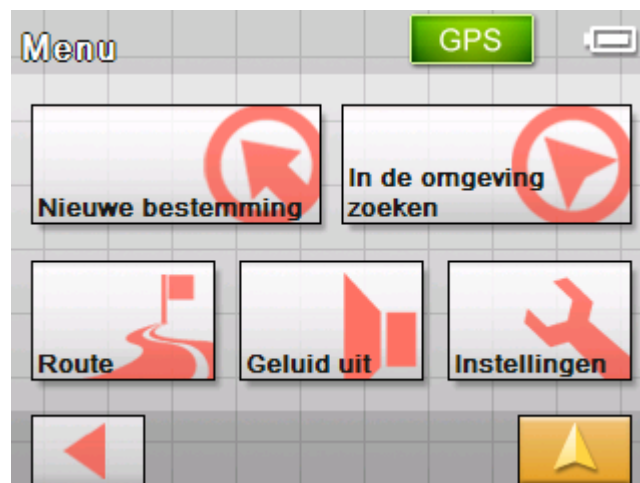 Menu
GPS
Nieuwe bestemming
In de omgeving
zoeken
Route
Geluid uit
Instellingen